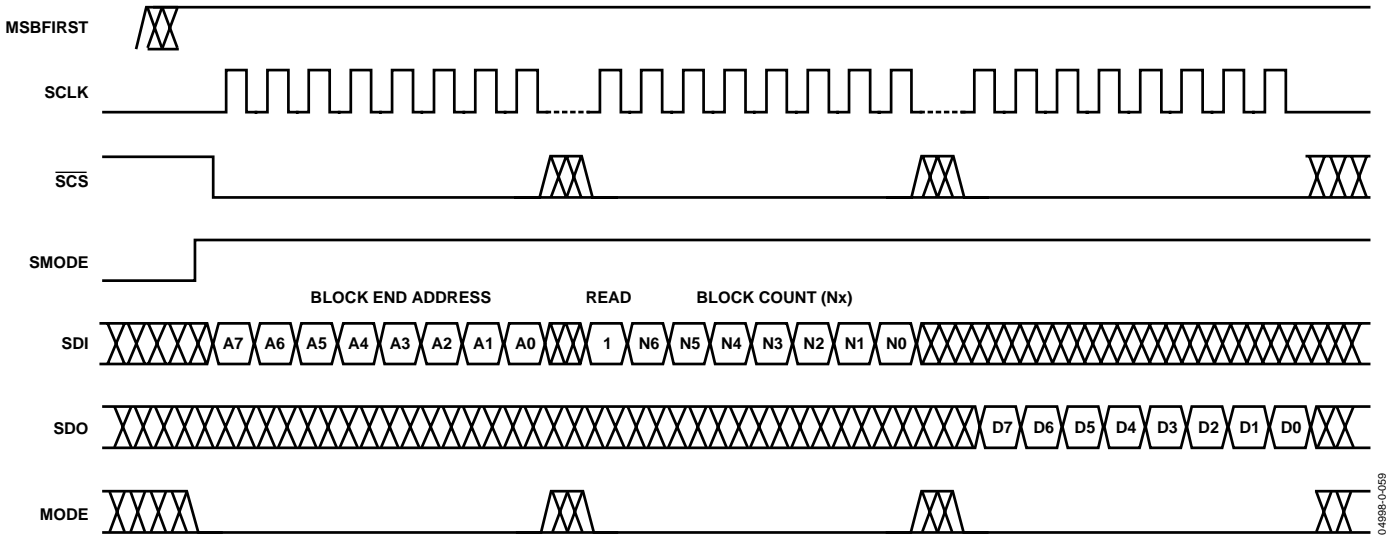 MSBFIRST
SCLK
SCS
SMODE
BLOCK END ADDRESS READ BLOCK COUNT (Nx)
SDI A7 A6 A5 A4 A3 A2 A1 A0 1 N6 N5 N4 N3 N2 N1 N0
SDO D7 D6 D5 D4 D3 D2 D1 D0
MODE
04998-0-059